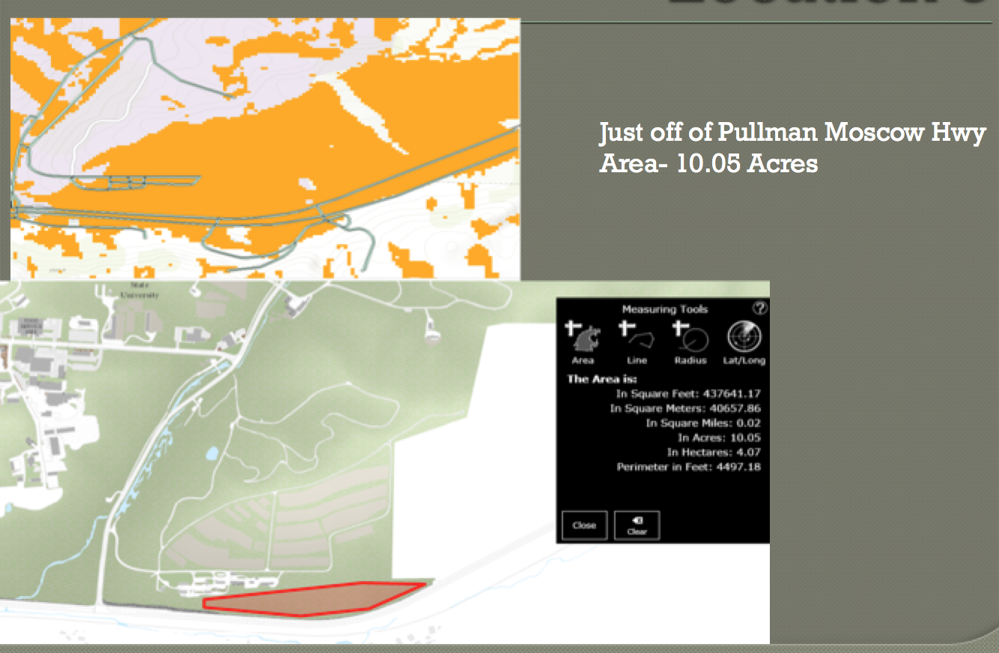 Just off of Pullman Moscow Hwy
Area- 10.05 Acres
State
University
Measuring Tools
?
Area Line Radius Lat/Long
The Area is:
In Square Feet: 437641.17
In Square Meters: 40657.86
In Square Miles: 0.02
In Acres: 10.05
In Hectares: 4.07
Perimeter in Feet: 4497.18
Close
Clear